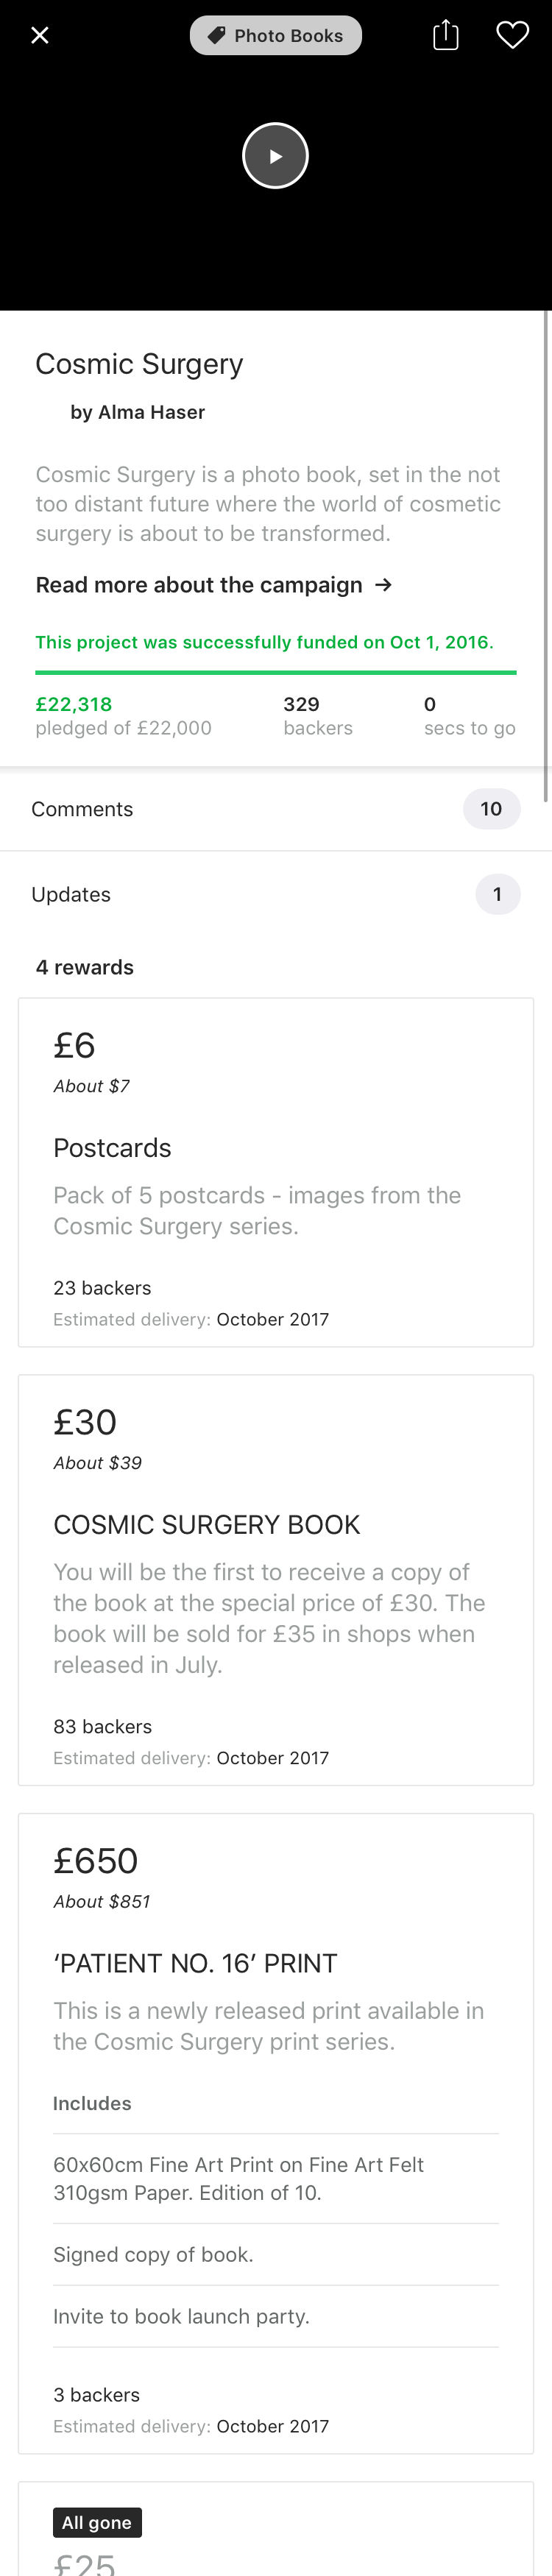 Photo Books
Cosmic Surgery
by Alma Haser
Cosmic Surgery is a photo book, set in the not
too distant future where the world of cosmetic
surgery is about to be transformed.
Read more about the campaign →
This project was successfully funded on Oct 1, 2016.
£22,318 329 0
pledged of £22,000 backers secs to go
Comments 10
Updates 1
4 rewards
£6
About $7
Postcards
Pack of 5 postcards - images from the
Cosmic Surgery series.
23 backers
Estimated delivery: October 2017
£30
About $39
COSMIC SURGERY BOOK
You will be the first to receive a copy of
the book at the special price of £30. The
book will be sold for £35 in shops when
released in July.
83 backers
Estimated delivery: October 2017
£650
About $851
‘PATIENT NO. 16’ PRINT
This is a newly released print available in
the Cosmic Surgery print series.
Includes
60x60cm Fine Art Print on Fine Art Felt
310gsm Paper. Edition of 10.
Signed copy of book.
Invite to book launch party.
3 backers
Estimated delivery: October 2017
All gone
£25